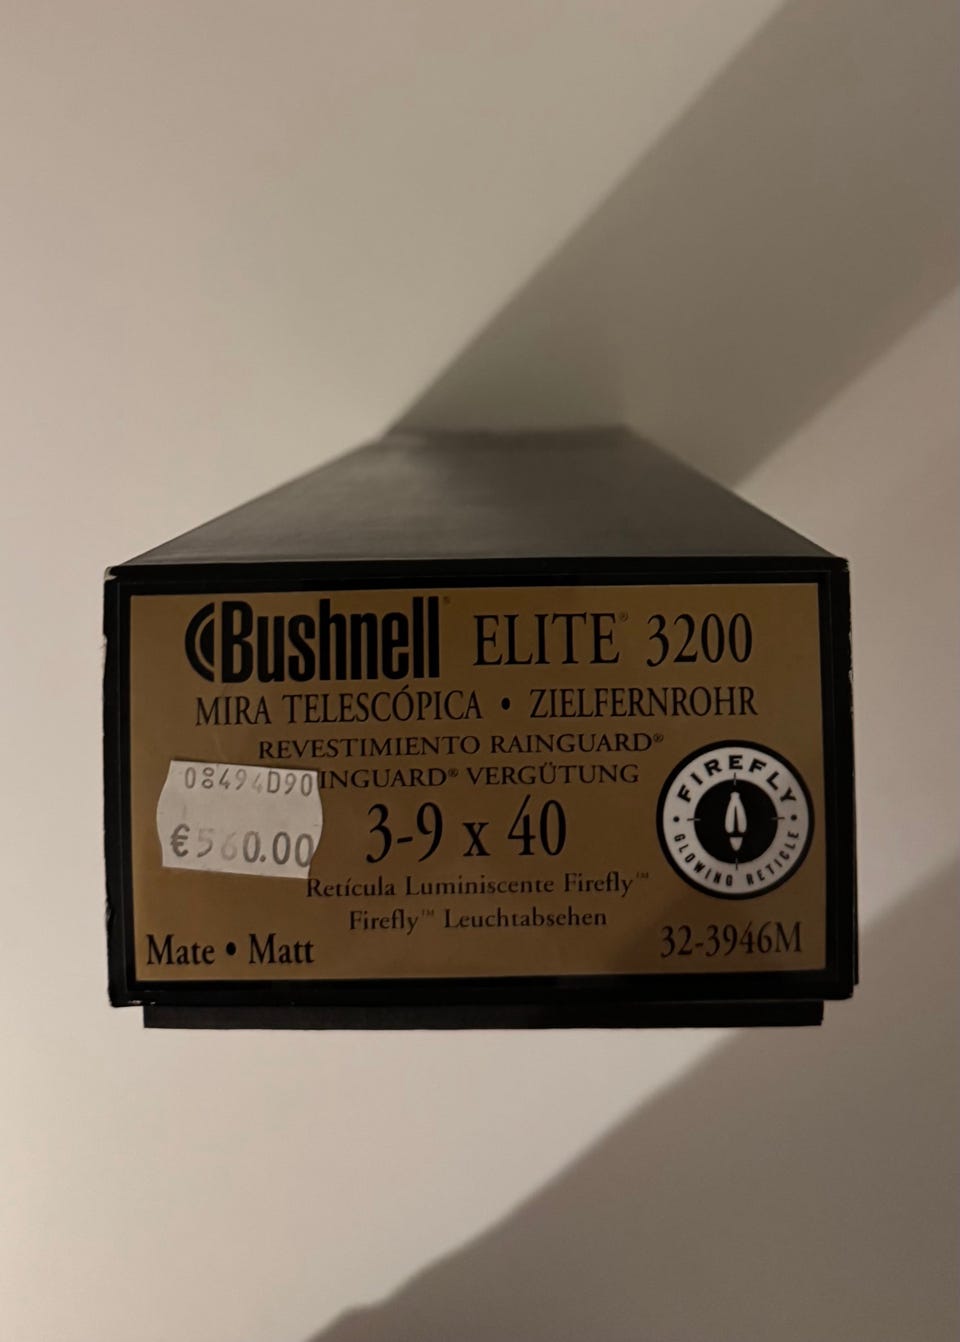 Bushnell® ELITE® 3200
MIRA TELESCÓPICA • ZIELFERNROHR
REVESTIMIENTO RAINGUARD®
INGUARD® VERGÜTUNG
08494D90
€560.00
3-9 x 40
Retícula Luminiscente Firefly™
Firefly™ Leuchtabsehen
FIREFLY
• GLOWING RETICLE •
Mate • Matt
32-3946M